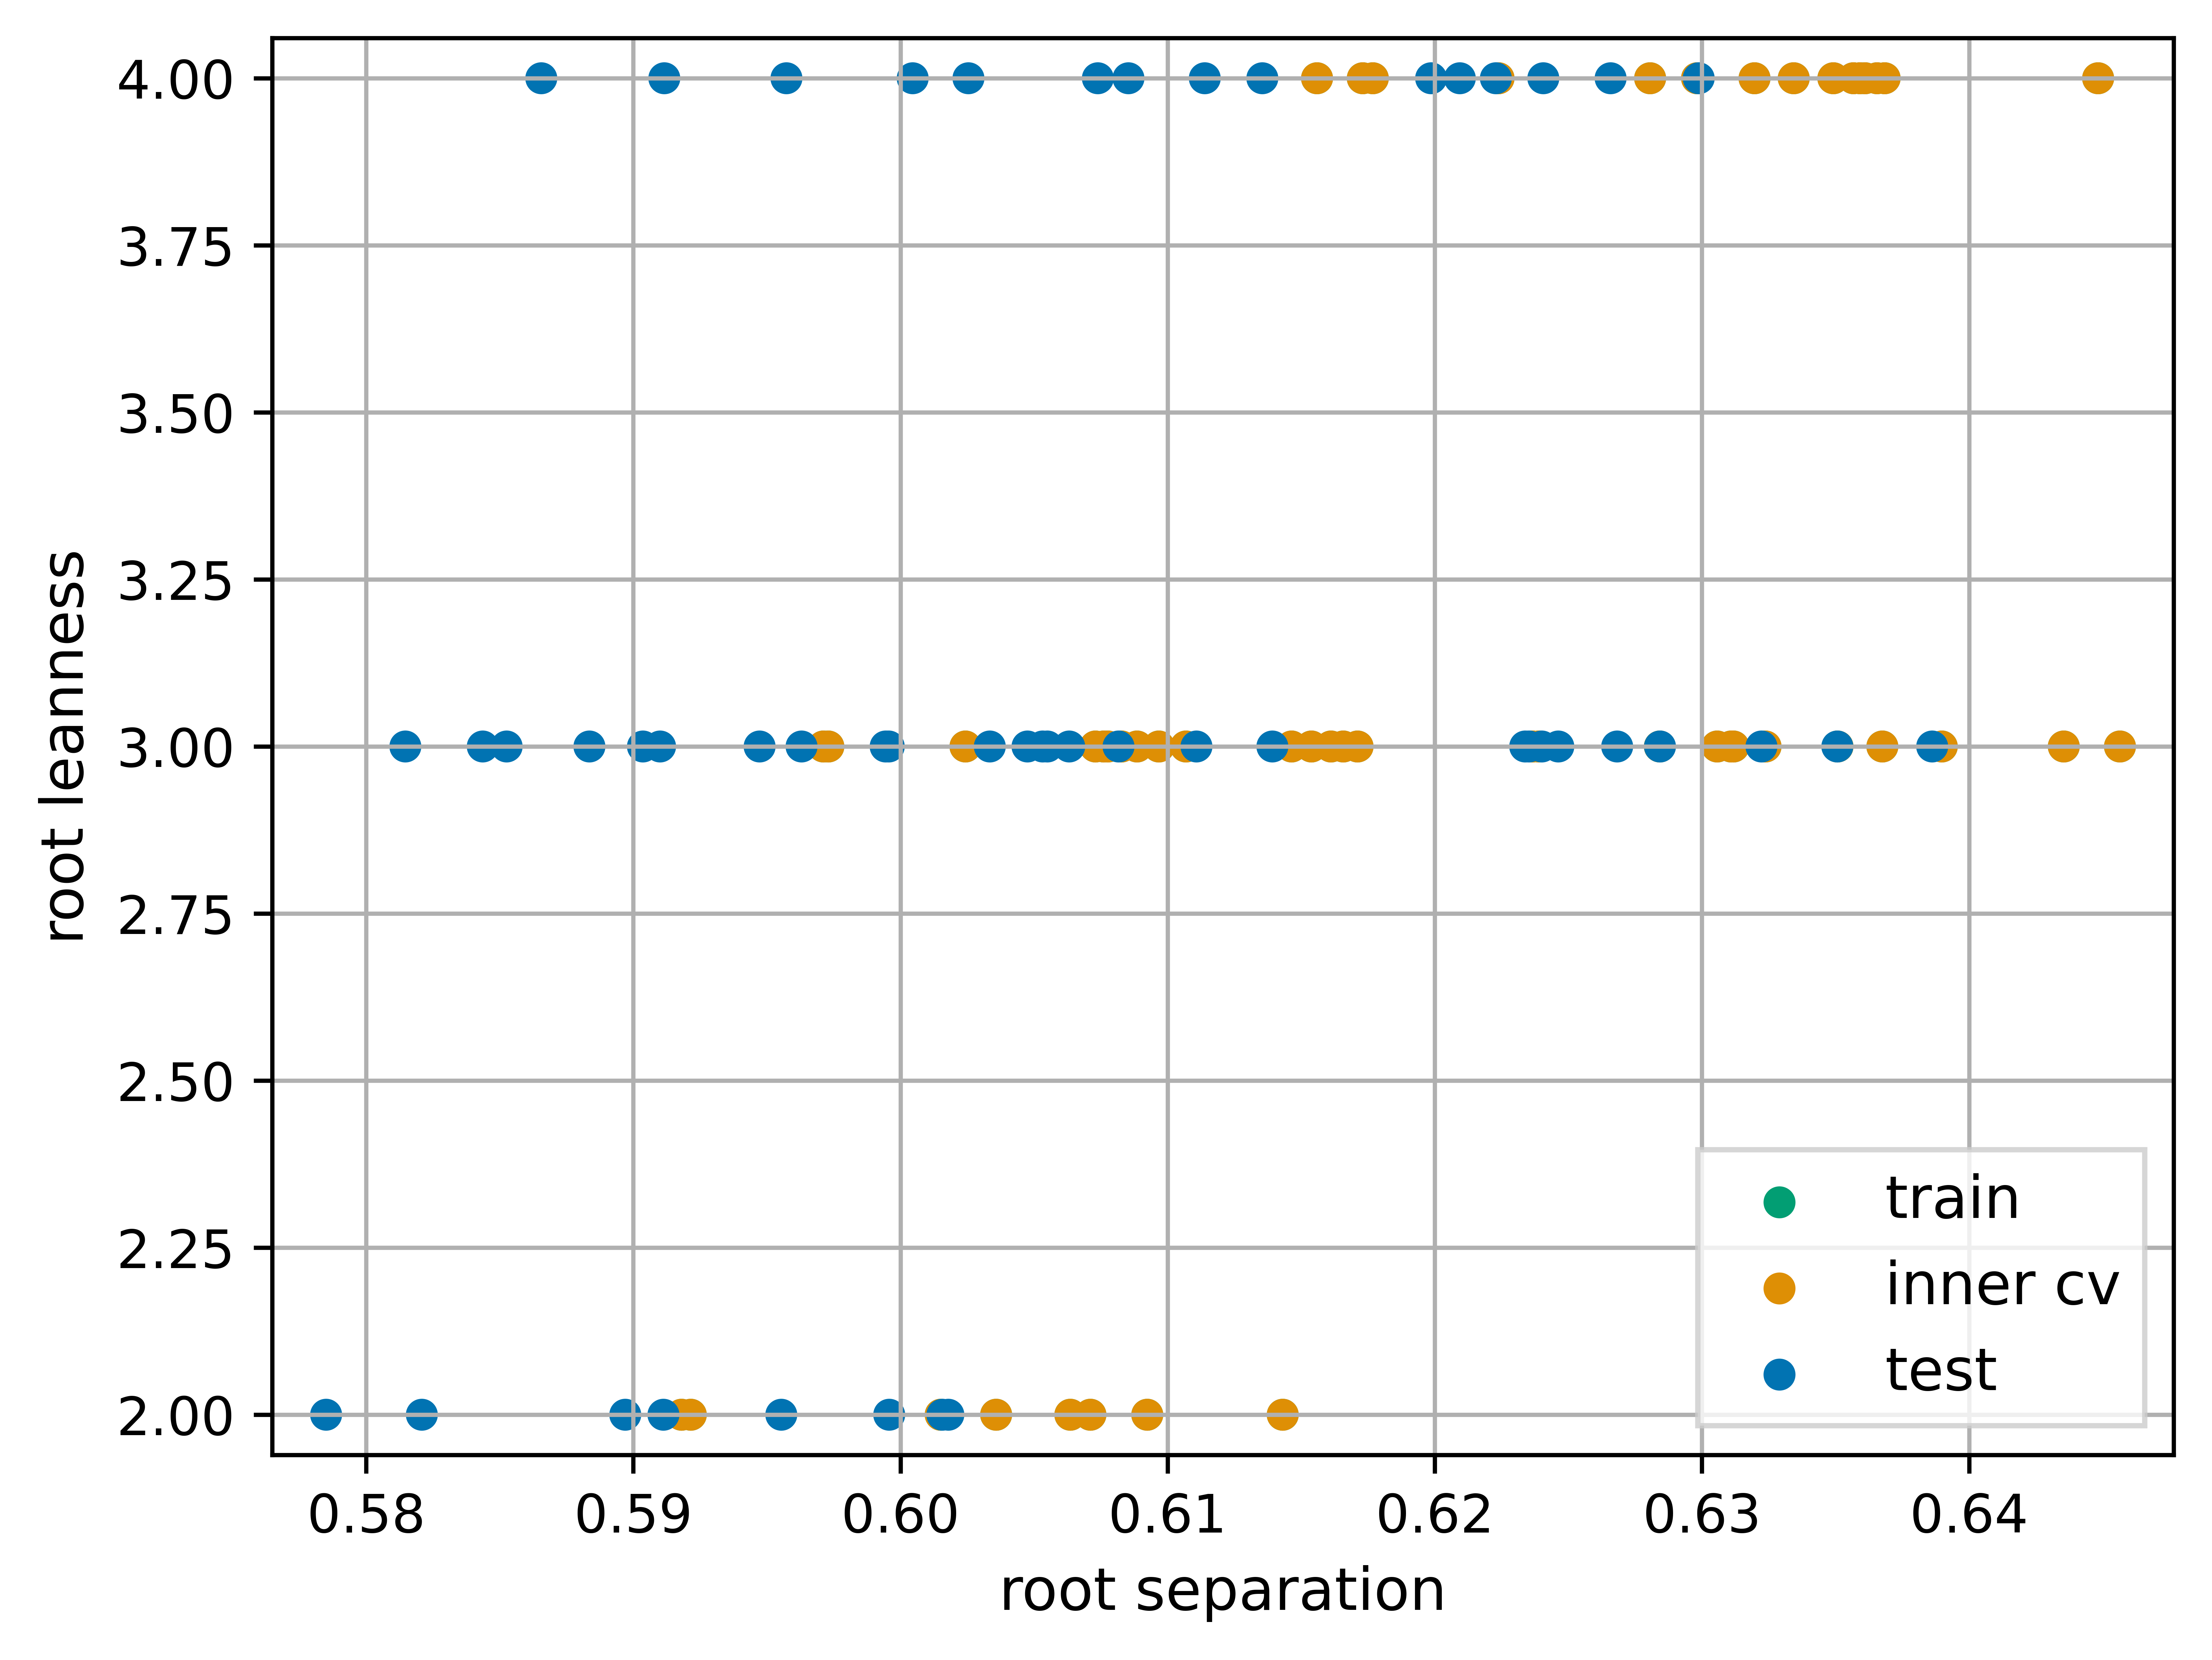 4.00
3.75
3.50
3.25
3.00
2.75
2.50
2.25
2.00
root leanness
train
inner cv
test
0.58 0.59 0.60 0.61 0.62 0.63 0.64
root separation